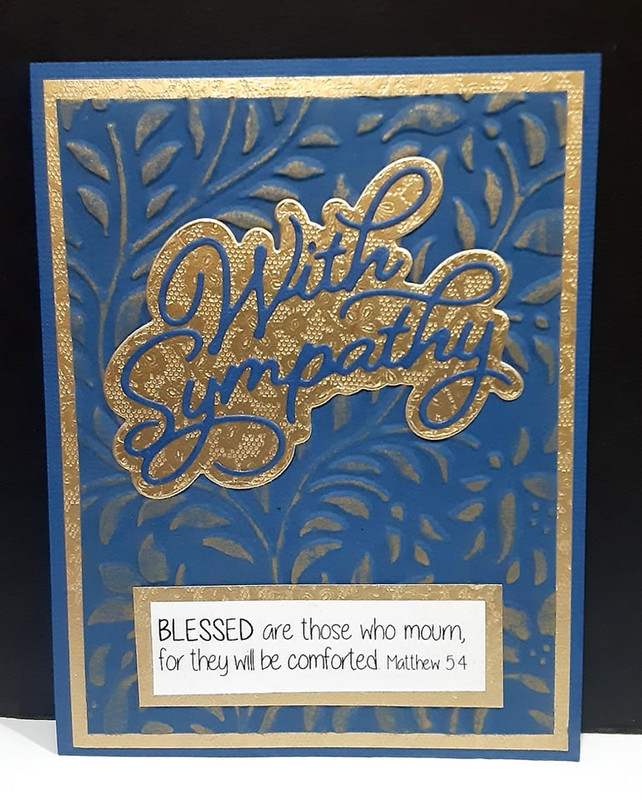 With
Sympathy
BLESSED are those who mourn,
for they will be comforted. Matthew 5:4